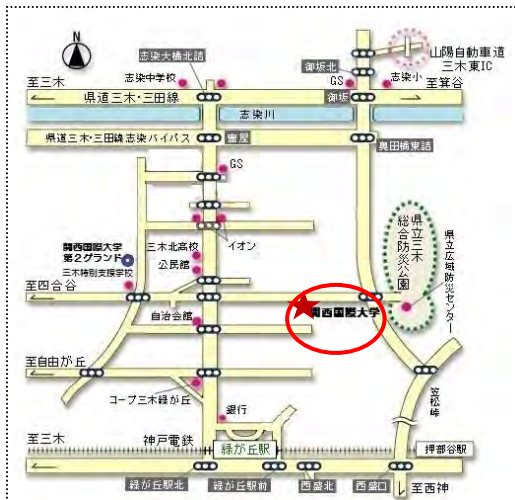 N
山陽自動車道
三木東IC
志染大橋北詰
御坂北
志染中学校
GS
志染小
至三木
至箕谷
県道三木・三田線
御坂
志染川
県道三木・三田線志染バイパス
窟屋
奥田橋東詰
GS
イオン
三木北高校
公民館
関西国際大学
第2グランド
三木特別支援学校
県立三木
総合防災公園
県立広域防災センター
至四合谷
関西国際大学
自治会館
至自由が丘
コープ三木緑が丘
笠松峠
銀行
至三木
神戸電鉄
緑が丘駅
押部谷駅
緑が丘駅北
緑が丘駅前
西盛北
西盛口
至西神